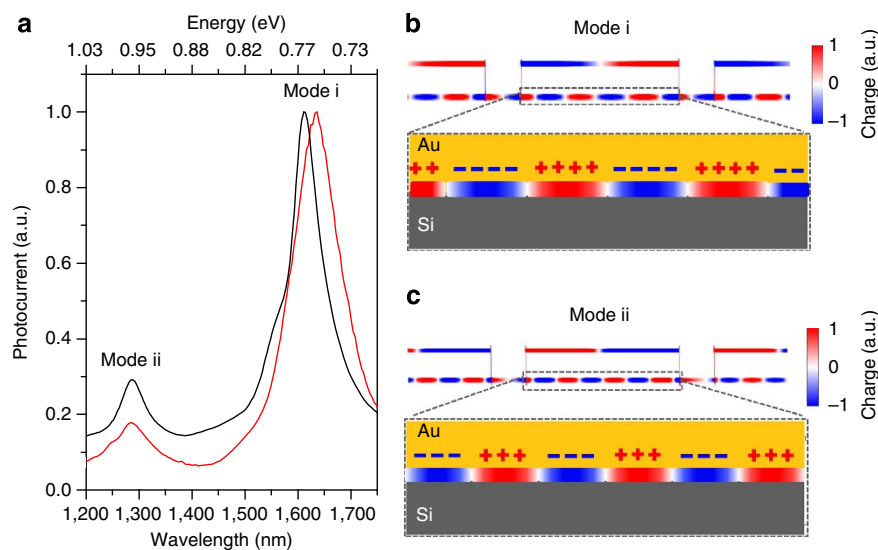 a
Energy (eV)
1.03 0.95 0.88 0.82 0.77 0.73
Mode i
Mode ii
1.0
0.8
0.6
0.4
0.2
0.0
Photocurrent (a.u.)
1,200 1,300 1,400 1,500 1,600 1,700
Wavelength (nm)
b
Mode i
1
−1
Charge (a.u.)
Au
++ −−−− ++++ −−−− ++++ −−
Si
c
Mode ii
1
−1
Charge (a.u.)
Au
−−− +++ −−− +++ −−− +++
Si